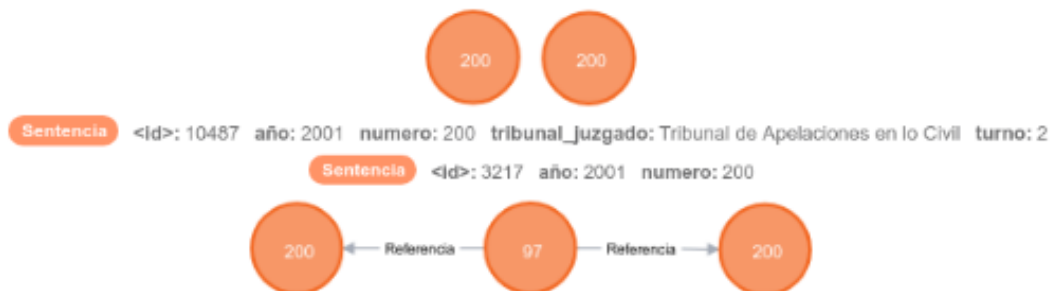 200 200
Sentencia <id>: 10487 año: 2001 numero: 200 tribunal_juzgado: Tribunal de Apelaciones en lo Civil turno: 2
Sentencia <id>: 3217 año: 2001 numero: 200
200 Referencia 97 Referencia 200